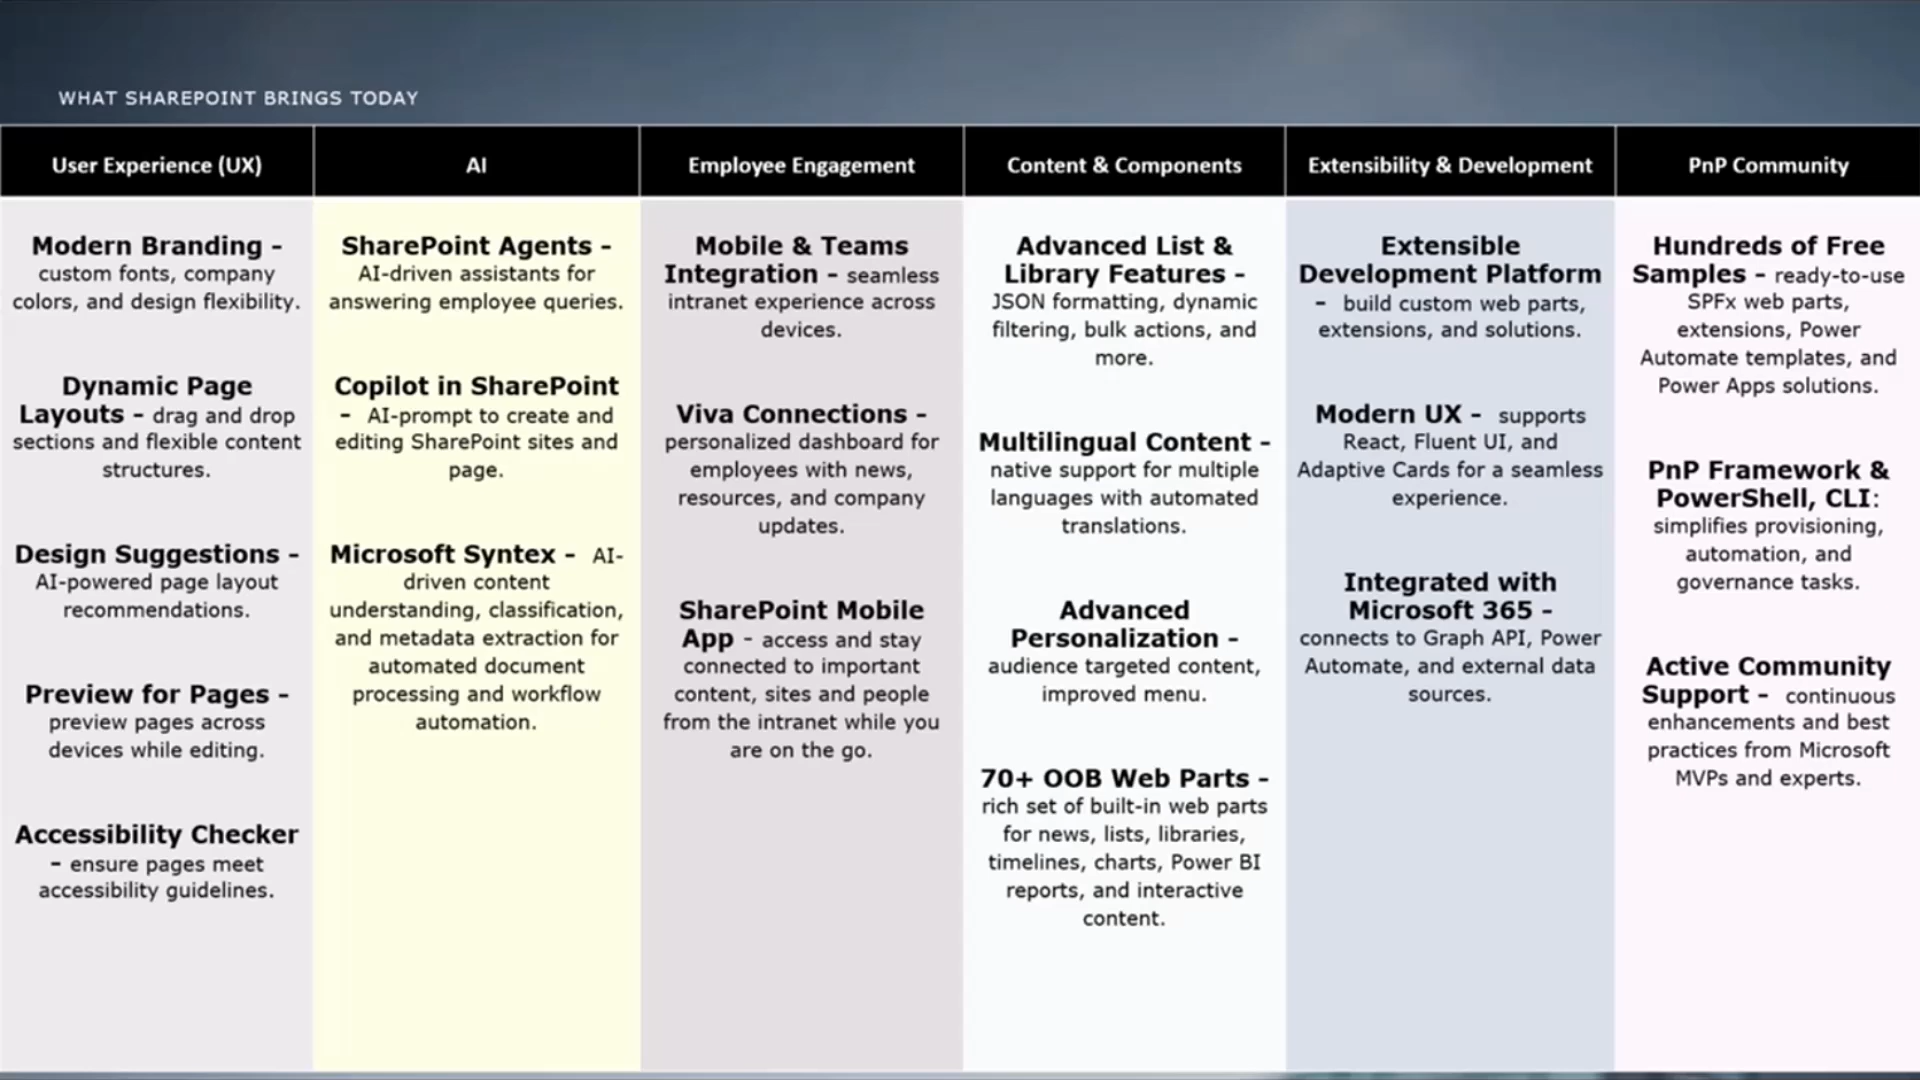 WHAT SHAREPOINT BRINGS TODAY
User Experience (UX)
AI
Employee Engagement
Content & Components
Extensibility & Development
PnP Community
Modern Branding -
custom fonts, company
colors, and design flexibility.
Dynamic Page
Layouts - drag and drop
sections and flexible content
structures.
Design Suggestions -
AI-powered page layout
recommendations.
Preview for Pages -
preview pages across
devices while editing.
Accessibility Checker
- ensure pages meet
accessibility guidelines.
SharePoint Agents -
AI-driven assistants for
answering employee queries.
Copilot in SharePoint
- AI-prompt to create and
editing SharePoint sites and
page.
Microsoft Syntex - AI-
driven content
understanding, classification,
and metadata extraction for
automated document
processing and workflow
automation.
Mobile & Teams
Integration - seamless
intranet experience across
devices.
Viva Connections -
personalized dashboard for
employees with news,
resources, and company
updates.
SharePoint Mobile
App - access and stay
connected to important
content, sites and people
from the intranet while you
are on the go.
Advanced List &
Library Features -
JSON formatting, dynamic
filtering, bulk actions, and
more.
Multilingual Content -
native support for multiple
languages with automated
translations.
Advanced
Personalization -
audience targeted content,
improved menu.
70+ OOB Web Parts -
rich set of built-in web parts
for news, lists, libraries,
timelines, charts, Power BI
reports, and interactive
content.
Extensible
Development Platform
- build custom web parts,
extensions, and solutions.
Modern UX - supports
React, Fluent UI, and
Adaptive Cards for a seamless
experience.
Integrated with
Microsoft 365 -
connects to Graph API, Power
Automate, and external data
sources.
Hundreds of Free
Samples - ready-to-use
SPFx web parts,
extensions, Power
Automate templates, and
Power Apps solutions.
PnP Framework &
PowerShell, CLI:
simplifies provisioning,
automation, and
governance tasks.
Active Community
Support - continuous
enhancements and best
practices from Microsoft
MVPs and experts.